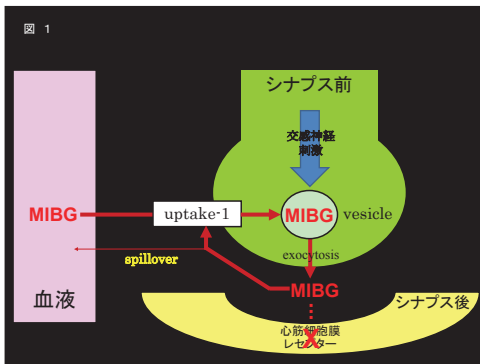 図 1
シナプス前
交感神経
刺激
MIBG
uptake-1
MIBG
vesicle
spillover
exocytosis
MIBG
血液
シナプス後
心筋細胞膜
レセプター
X